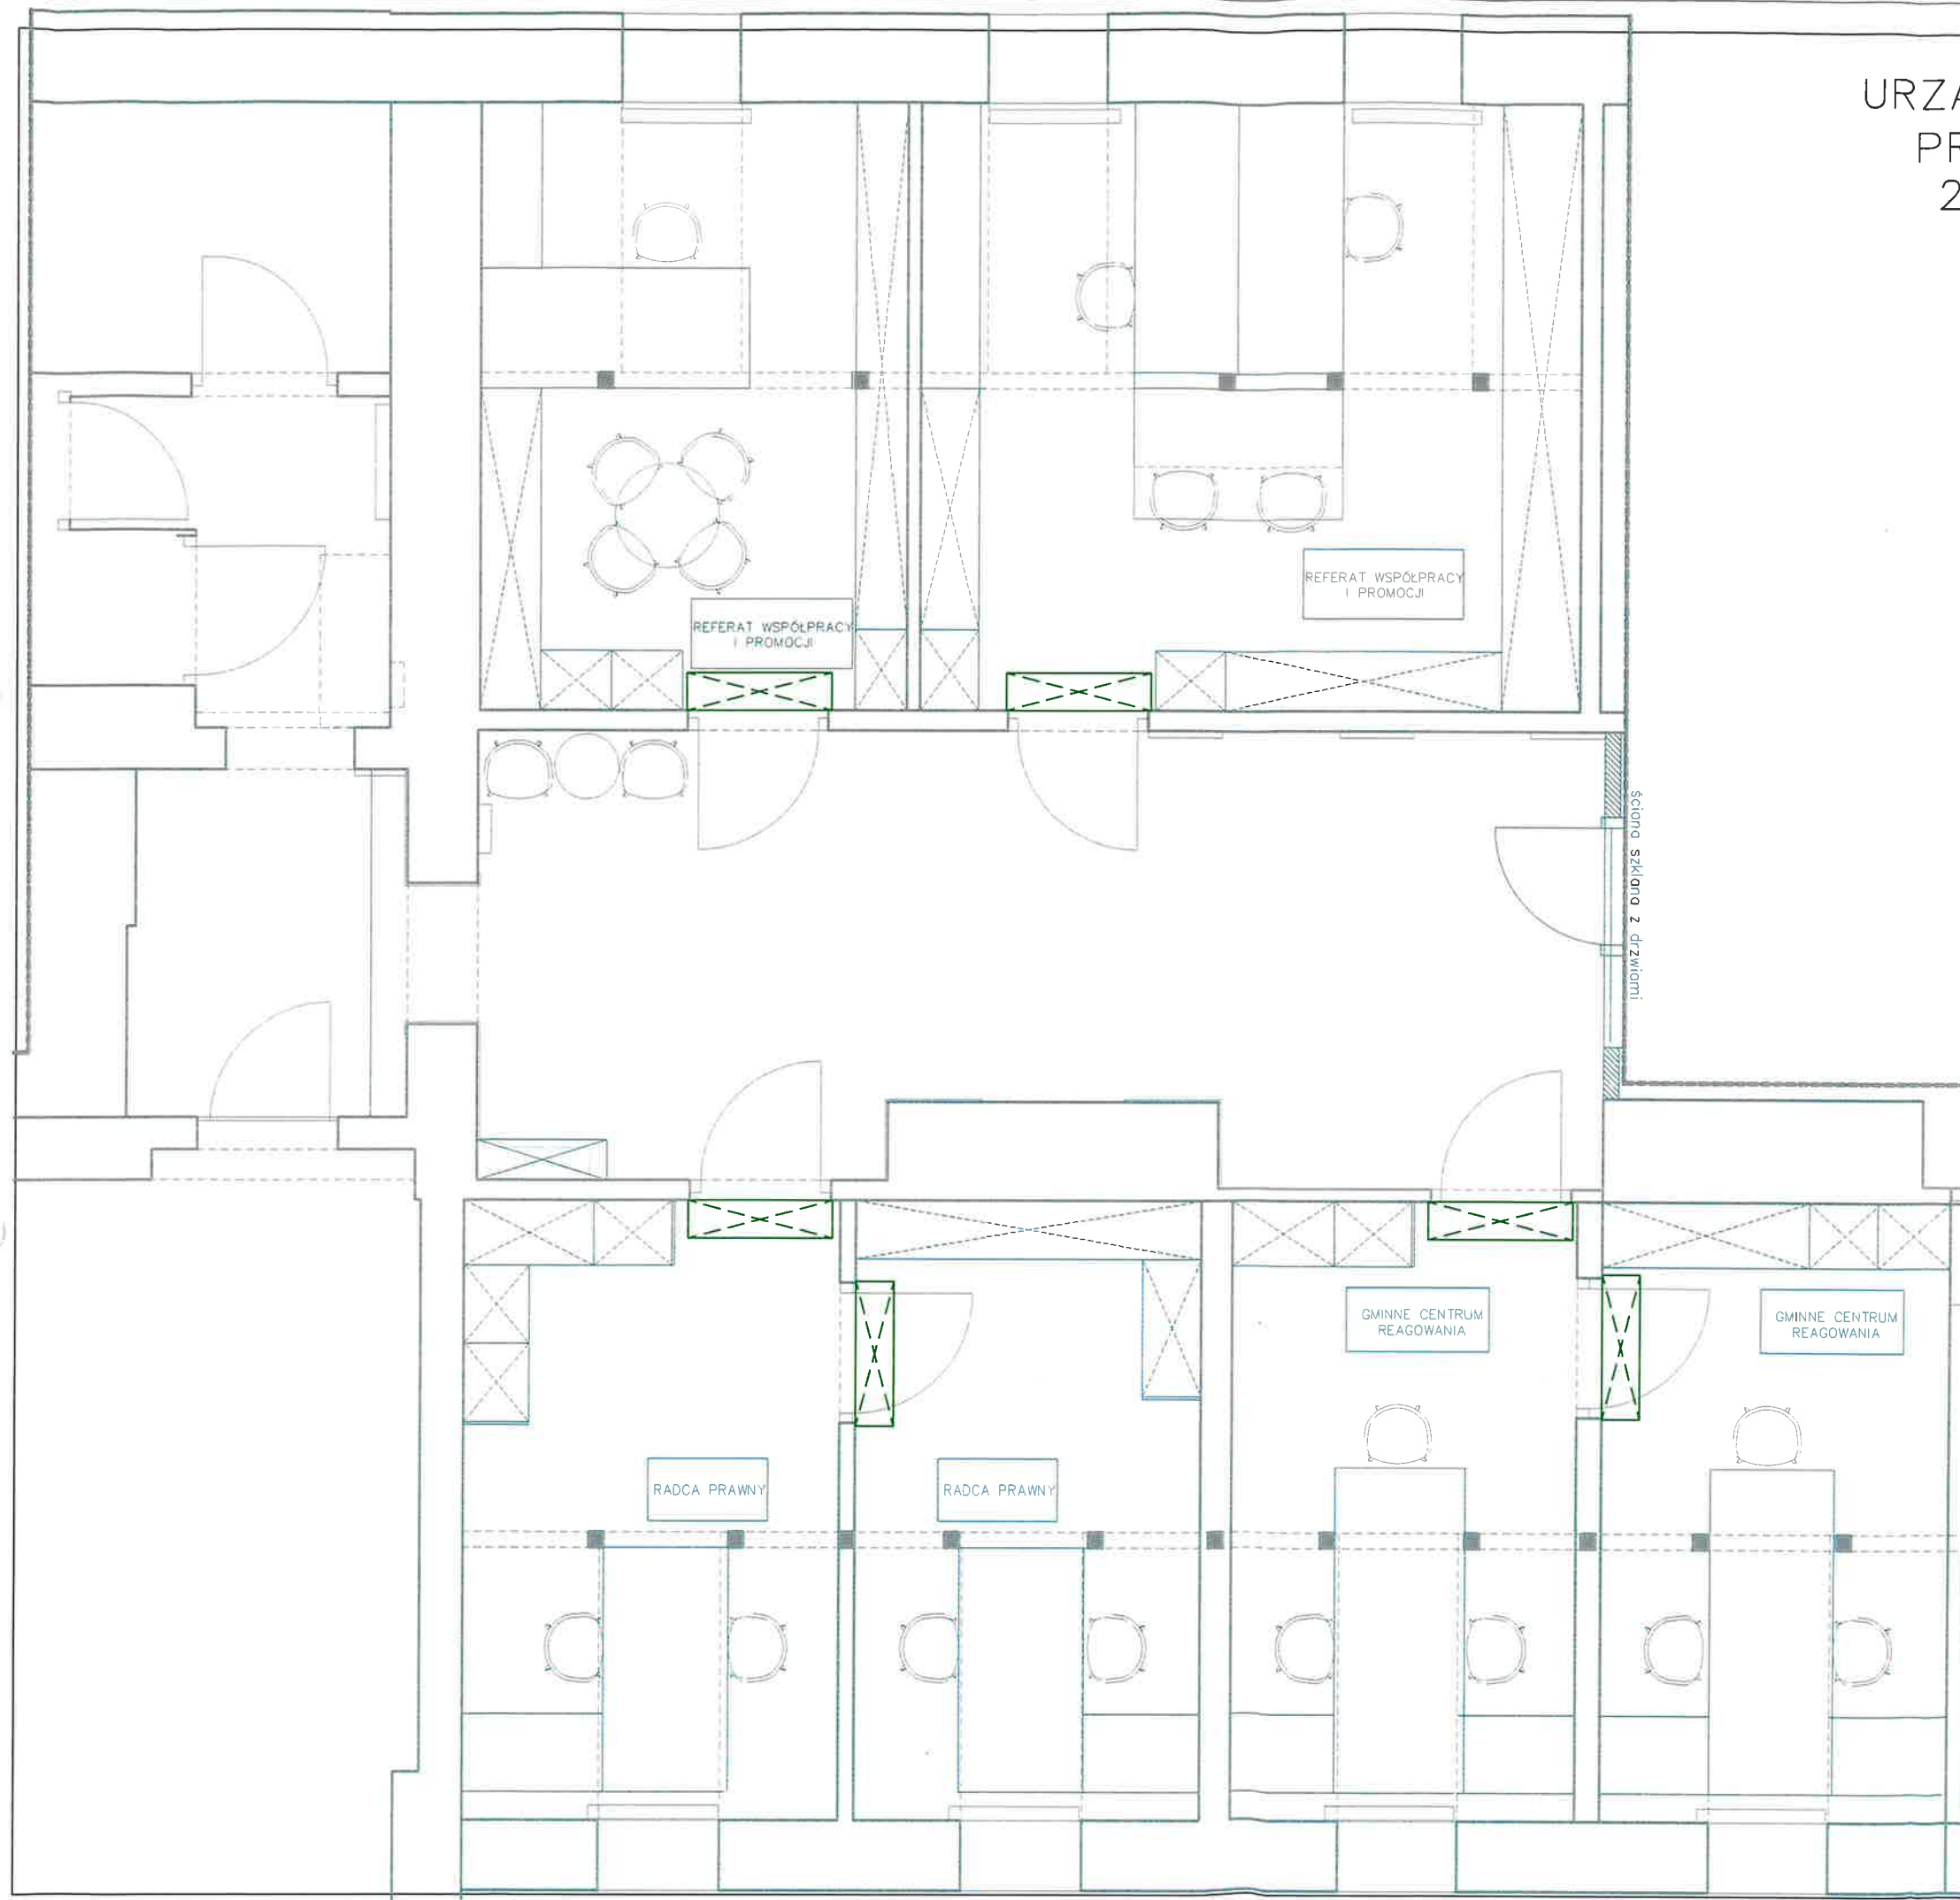 URZA
PR
2
REFERAT WSPÓŁPRACY
I PROMOCJI
REFERAT WSPÓŁPRACY
I PROMOCJI
ściana szklana z drzwiami
GMINNE CENTRUM
REAGOWANIA
GMINNE CENTRUM
REAGOWANIA
RADCA PRAWNY
RADCA PRAWNY